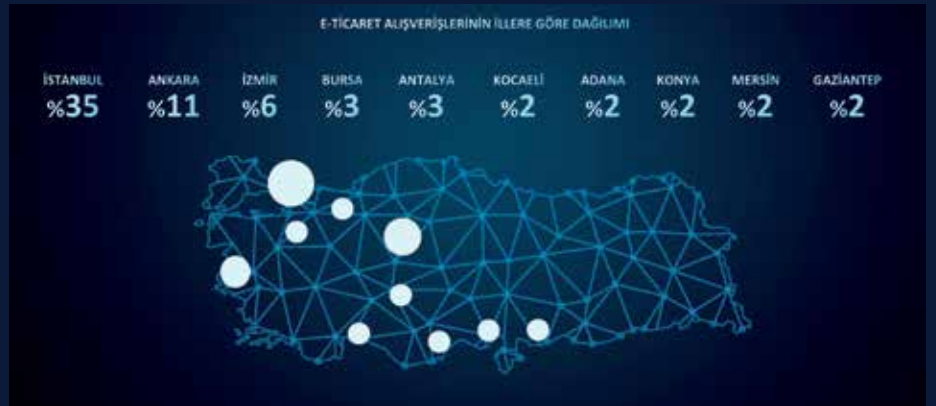 E-TİCARET ALIŞVERİŞLERİNİN İLLERE GÖRE DAĞILIMI
İSTANBUL ANKARA İZMİR BURSA ANTALYA KOCAELİ ADANA KONYA MERSİN GAZİANTEP
%35 %11 %6 %3 %3 %2 %2 %2 %2 %2